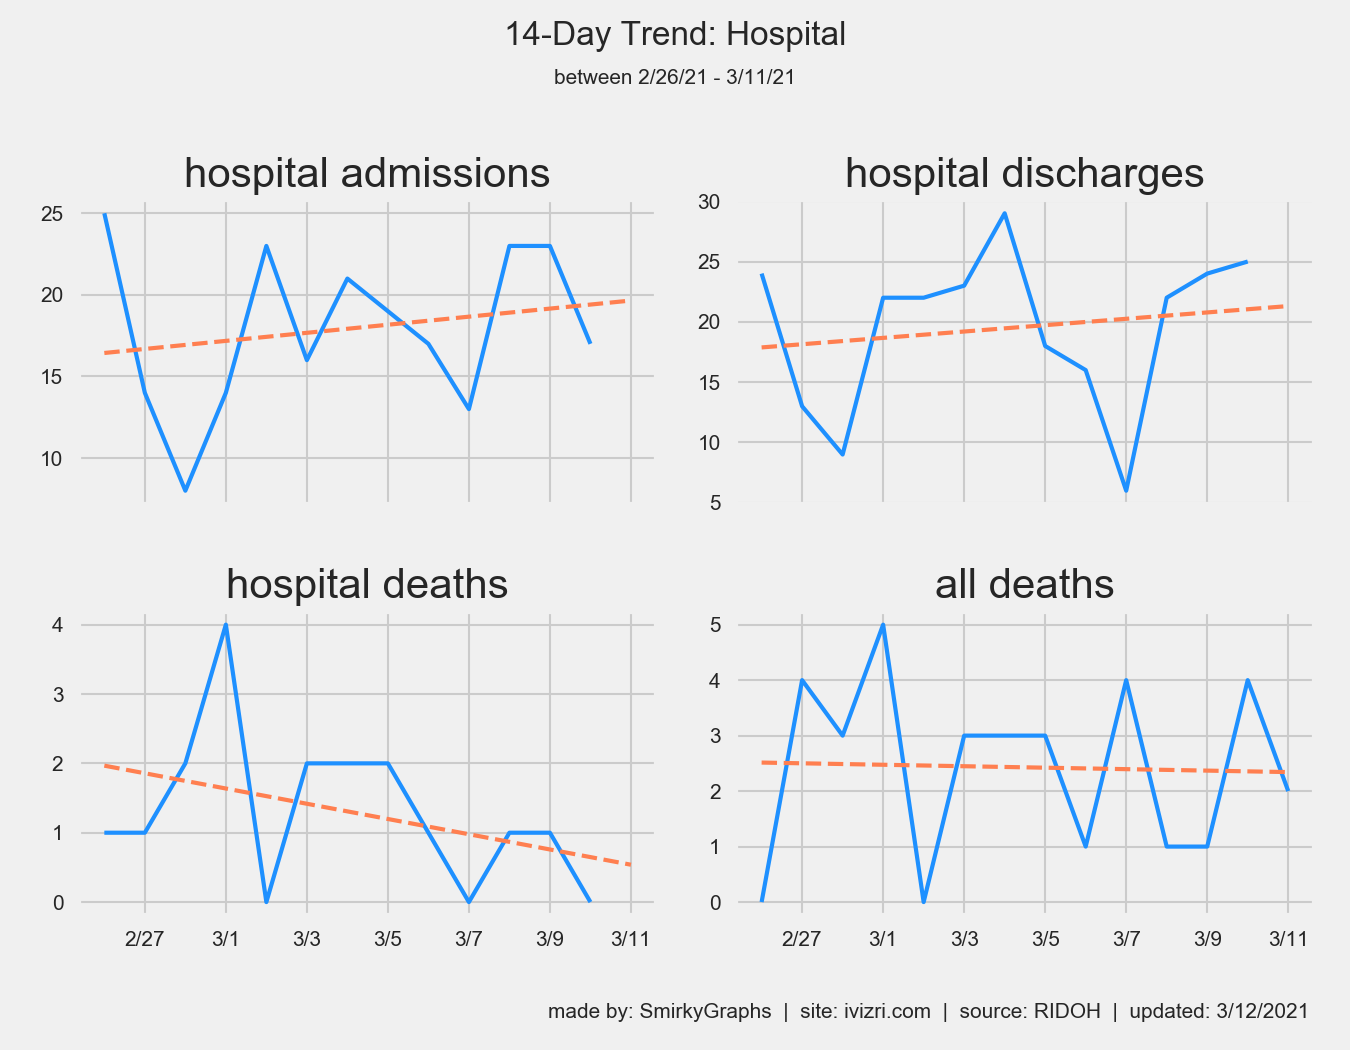 14-Day Trend: Hospital
between 2/26/21 - 3/11/21
hospital admissions
25
20
15
10
hospital discharges
30
25
20
15
10
5
hospital deaths
4
3
2
1
0
2/27 3/1 3/3 3/5 3/7 3/9 3/11
all deaths
5
4
3
2
1
0
2/27 3/1 3/3 3/5 3/7 3/9 3/11
made by: SmirkyGraphs | site: ivizri.com | source: RIDOH | updated: 3/12/2021